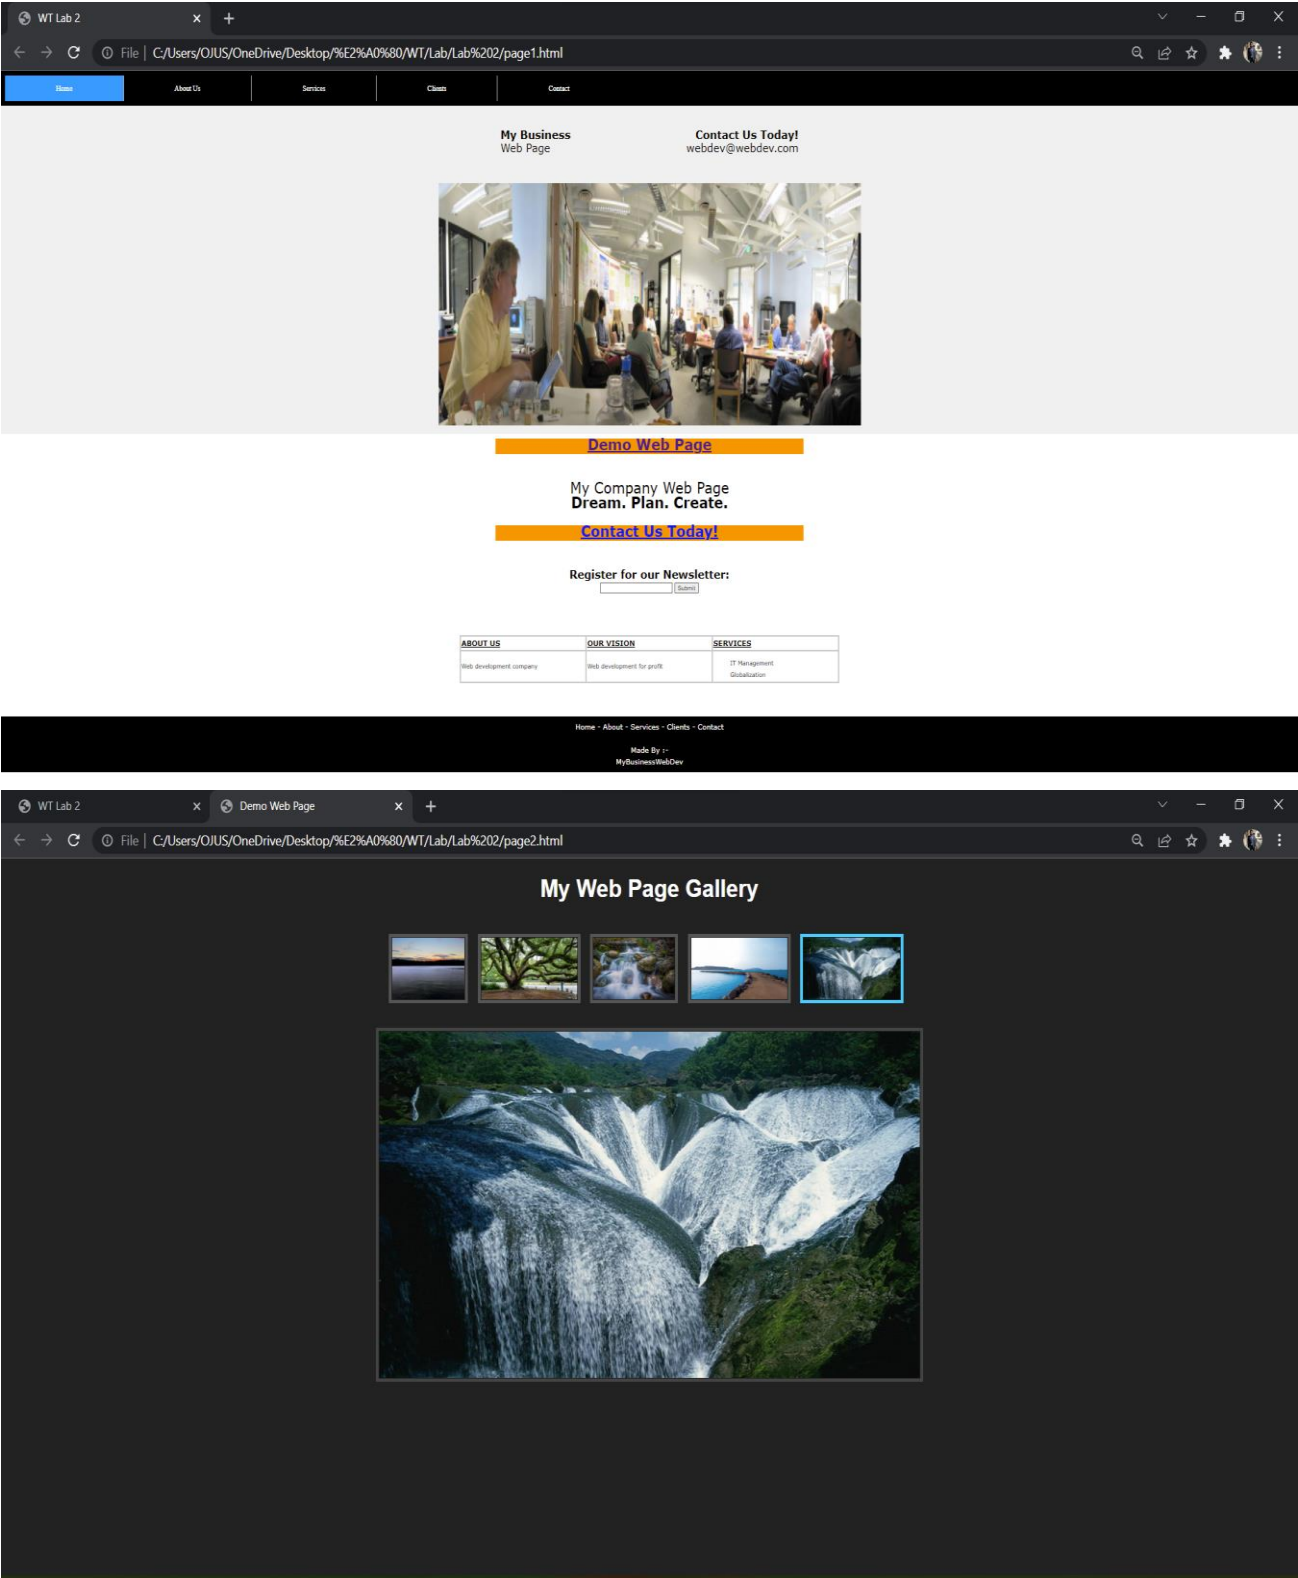 WT Lab 2
File | C:/Users/OJUS/OneDrive/Desktop/%E2%A0%80/WT/Lab/Lab%202/page1.html
Home About Us Services Clients Contact
My Business Contact Us Today!
Web Page webdev@webdev.com
Demo Web Page
My Company Web Page
Dream. Plan. Create.
Contact Us Today!
Register for our Newsletter:
Submit
ABOUT US OUR VISION SERVICES
Web development company Web development for profit IT Management
Globalization
Home - About - Services - Clients - Contact
Made By :-
MyBusinessWebDev
WT Lab 2 Demo Web Page
File | C:/Users/OJUS/OneDrive/Desktop/%E2%A0%80/WT/Lab/Lab%202/page2.html
My Web Page Gallery